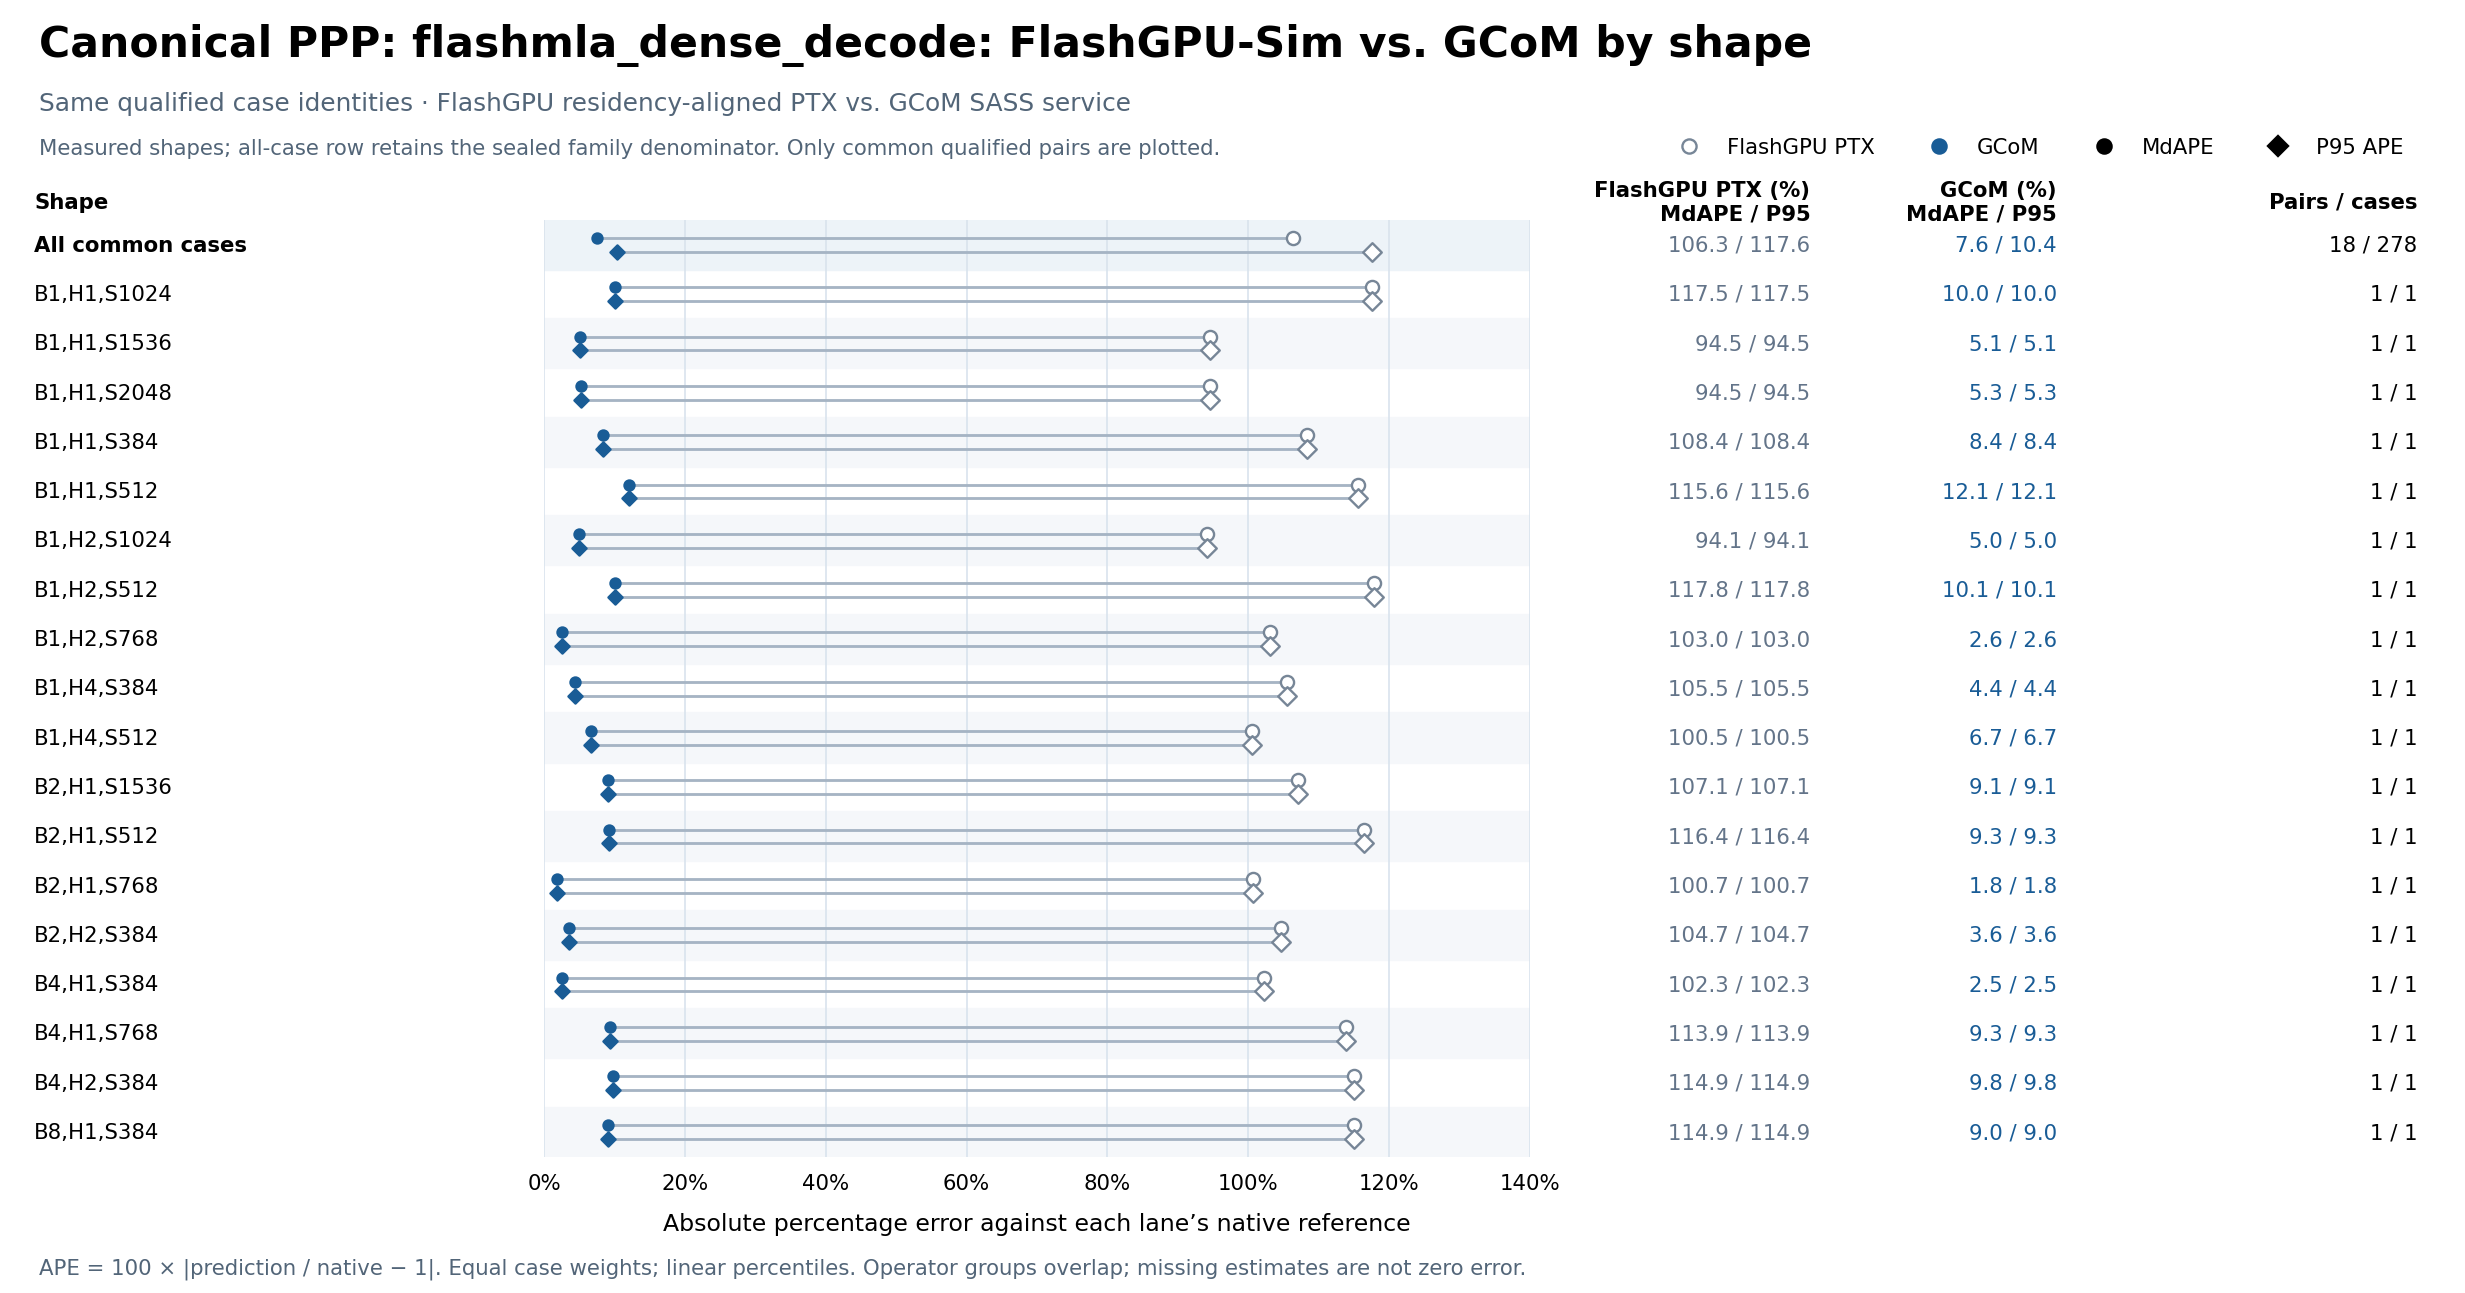 Canonical PPP: flashmla_dense_decode: FlashGPU-Sim vs. GCoM by shape
Same qualified case identities · FlashGPU residency-aligned PTX vs. GCoM SASS service
Measured shapes; all-case row retains the sealed family denominator. Only common qualified pairs are plotted.
FlashGPU PTX GCoM MdAPE P95 APE
Shape FlashGPU PTX (%) GCoM (%) Pairs / cases
MdAPE / P95 MdAPE / P95
All common cases 106.3 / 117.6 7.6 / 10.4 18 / 278
B1,H1,S1024 117.5 / 117.5 10.0 / 10.0 1 / 1
B1,H1,S1536 94.5 / 94.5 5.1 / 5.1 1 / 1
B1,H1,S2048 94.5 / 94.5 5.3 / 5.3 1 / 1
B1,H1,S384 108.4 / 108.4 8.4 / 8.4 1 / 1
B1,H1,S512 115.6 / 115.6 12.1 / 12.1 1 / 1
B1,H2,S1024 94.1 / 94.1 5.0 / 5.0 1 / 1
B1,H2,S512 117.8 / 117.8 10.1 / 10.1 1 / 1
B1,H2,S768 103.0 / 103.0 2.6 / 2.6 1 / 1
B1,H4,S384 105.5 / 105.5 4.4 / 4.4 1 / 1
B1,H4,S512 100.5 / 100.5 6.7 / 6.7 1 / 1
B2,H1,S1536 107.1 / 107.1 9.1 / 9.1 1 / 1
B2,H1,S512 116.4 / 116.4 9.3 / 9.3 1 / 1
B2,H1,S768 100.7 / 100.7 1.8 / 1.8 1 / 1
B2,H2,S384 104.7 / 104.7 3.6 / 3.6 1 / 1
B4,H1,S384 102.3 / 102.3 2.5 / 2.5 1 / 1
B4,H1,S768 113.9 / 113.9 9.3 / 9.3 1 / 1
B4,H2,S384 114.9 / 114.9 9.8 / 9.8 1 / 1
B8,H1,S384 114.9 / 114.9 9.0 / 9.0 1 / 1
0% 20% 40% 60% 80% 100% 120% 140%
Absolute percentage error against each lane’s native reference
APE = 100 × |prediction / native − 1|. Equal case weights; linear percentiles. Operator groups overlap; missing estimates are not zero error.